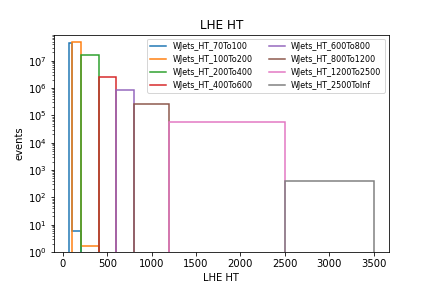 LHE HT
WJets_HT_70To100
WJets_HT_100To200
WJets_HT_200To400
WJets_HT_400To600
WJets_HT_600To800
WJets_HT_800To1200
WJets_HT_1200To2500
WJets_HT_2500ToInf
events
10⁷
10⁶
10⁵
10⁴
10³
10²
10¹
10⁰
0 500 1000 1500 2000 2500 3000 3500
LHE HT